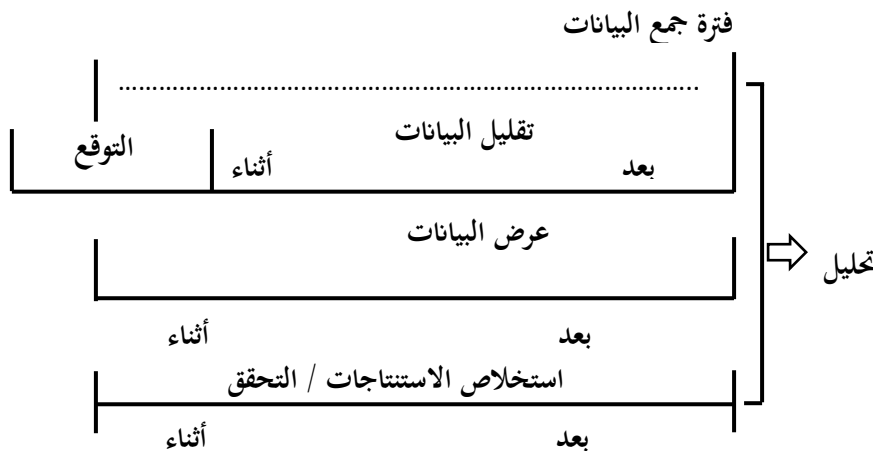 فترة جمع البيانات
................................................................
تقليل البيانات
التوقع
بعد
أثناء
عرض البيانات
تحليل
بعد
أثناء
استخلاص الاستنتاجات / التحقق
بعد
أثناء